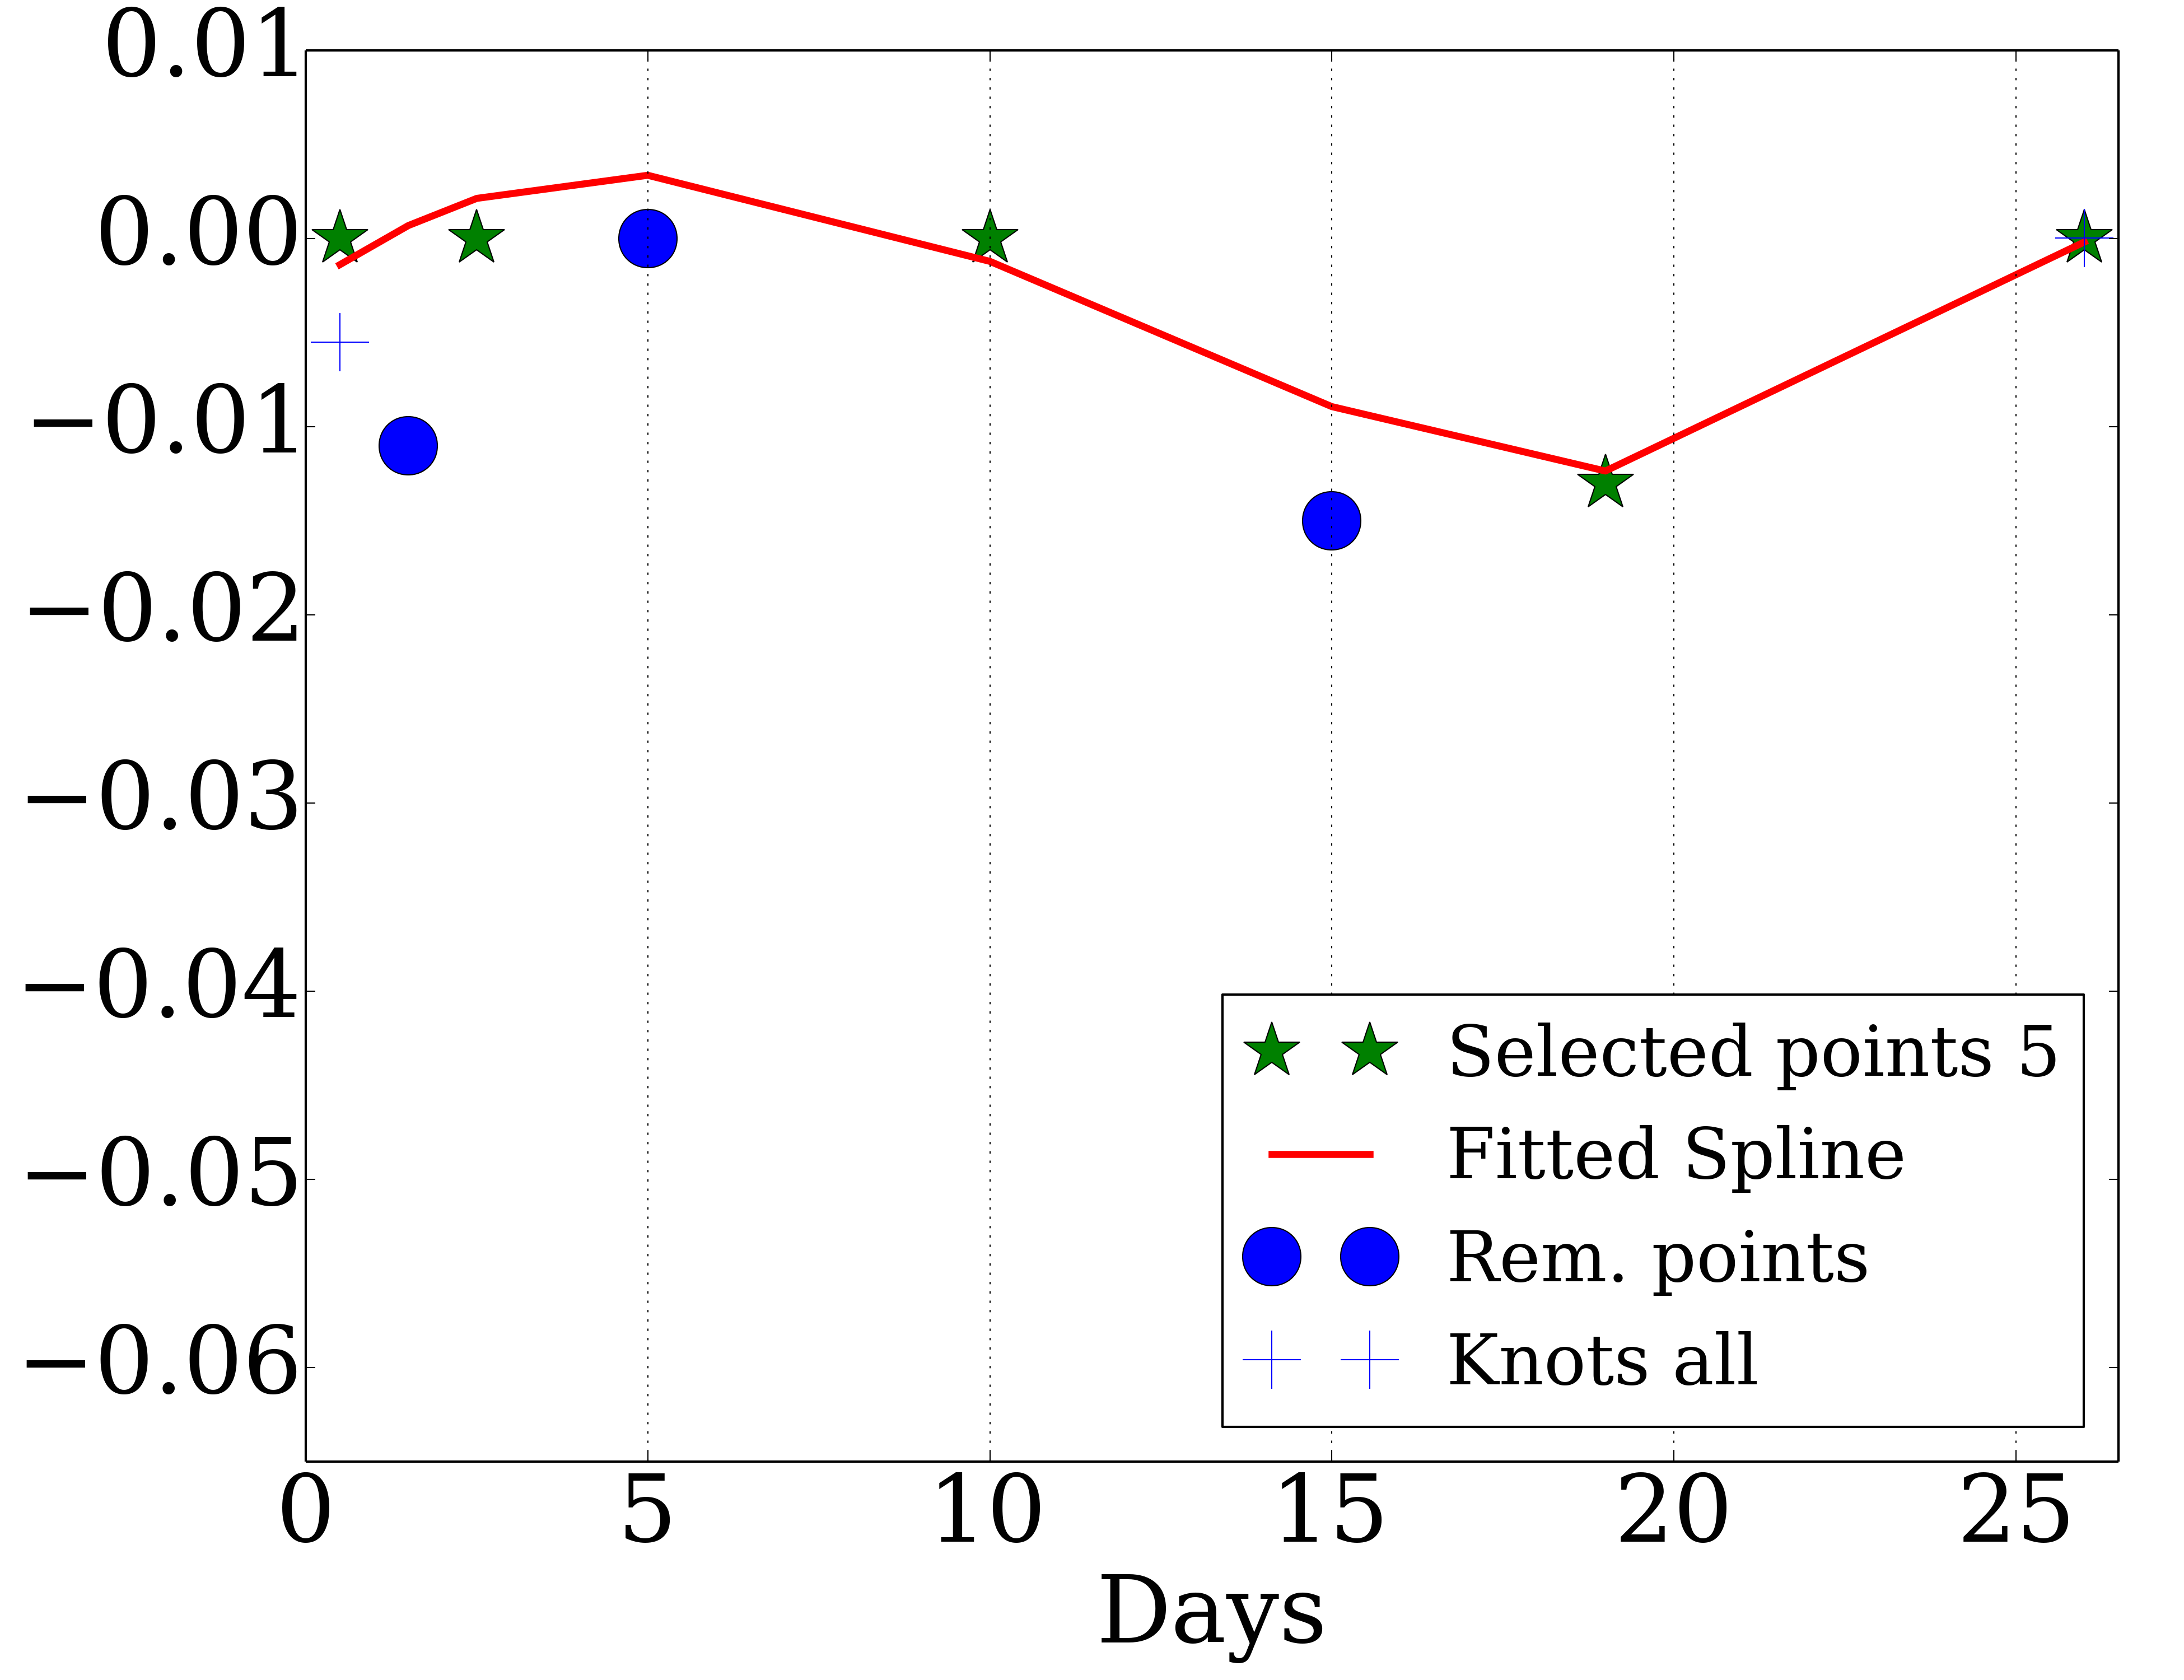 0.01
0.00
−0.01
−0.02
−0.03
−0.04
−0.05
−0.06
Selected points 5
Fitted Spline
Rem. points
Knots all
0 5 10 15 20 25
Days